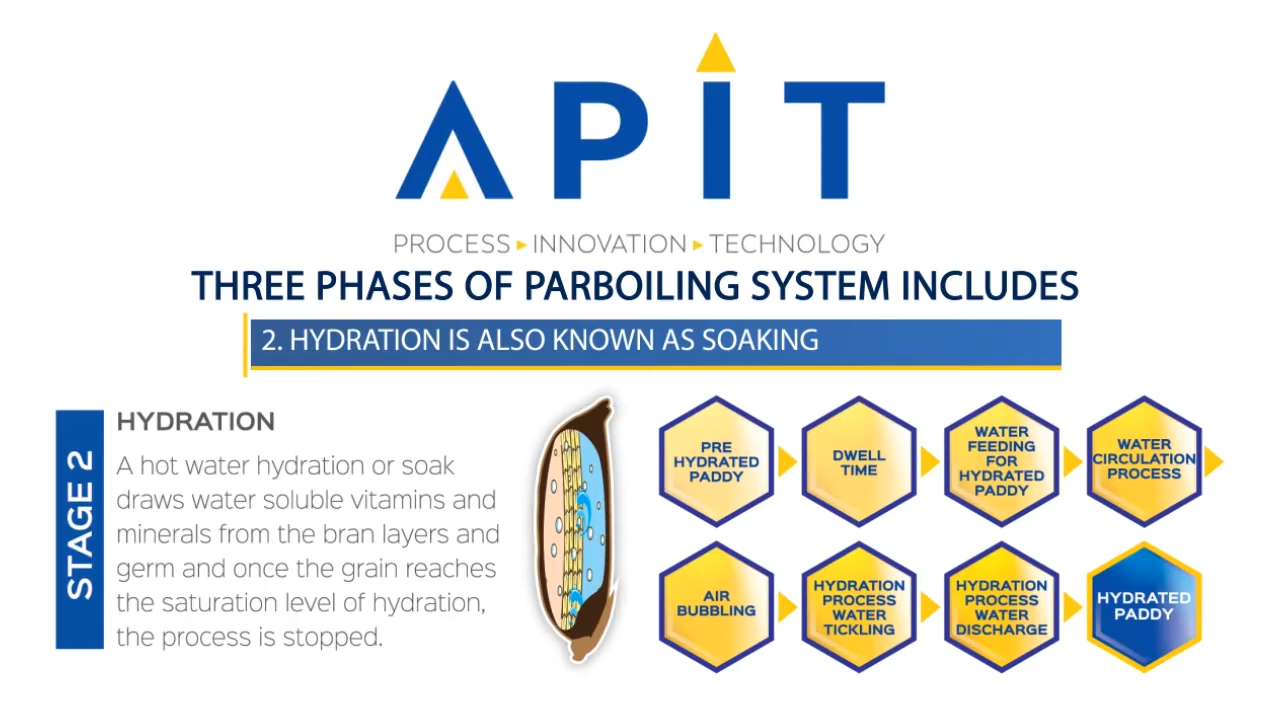 APIT
PROCESS ▸ INNOVATION ▸ TECHNOLOGY
THREE PHASES OF PARBOILING SYSTEM INCLUDES
2. HYDRATION IS ALSO KNOWN AS SOAKING
STAGE 2
HYDRATION
A hot water hydration or soak
draws water soluble vitamins and
minerals from the bran layers and
germ and once the grain reaches
the saturation level of hydration,
the process is stopped.
PRE
HYDRATED
PADDY
DWELL
TIME
WATER
FEEDING
FOR
HYDRATED
PADDY
WATER
CIRCULATION
PROCESS
AIR
BUBBLING
HYDRATION
PROCESS
WATER
TICKLING
HYDRATION
PROCESS
WATER
DISCHARGE
HYDRATED
PADDY